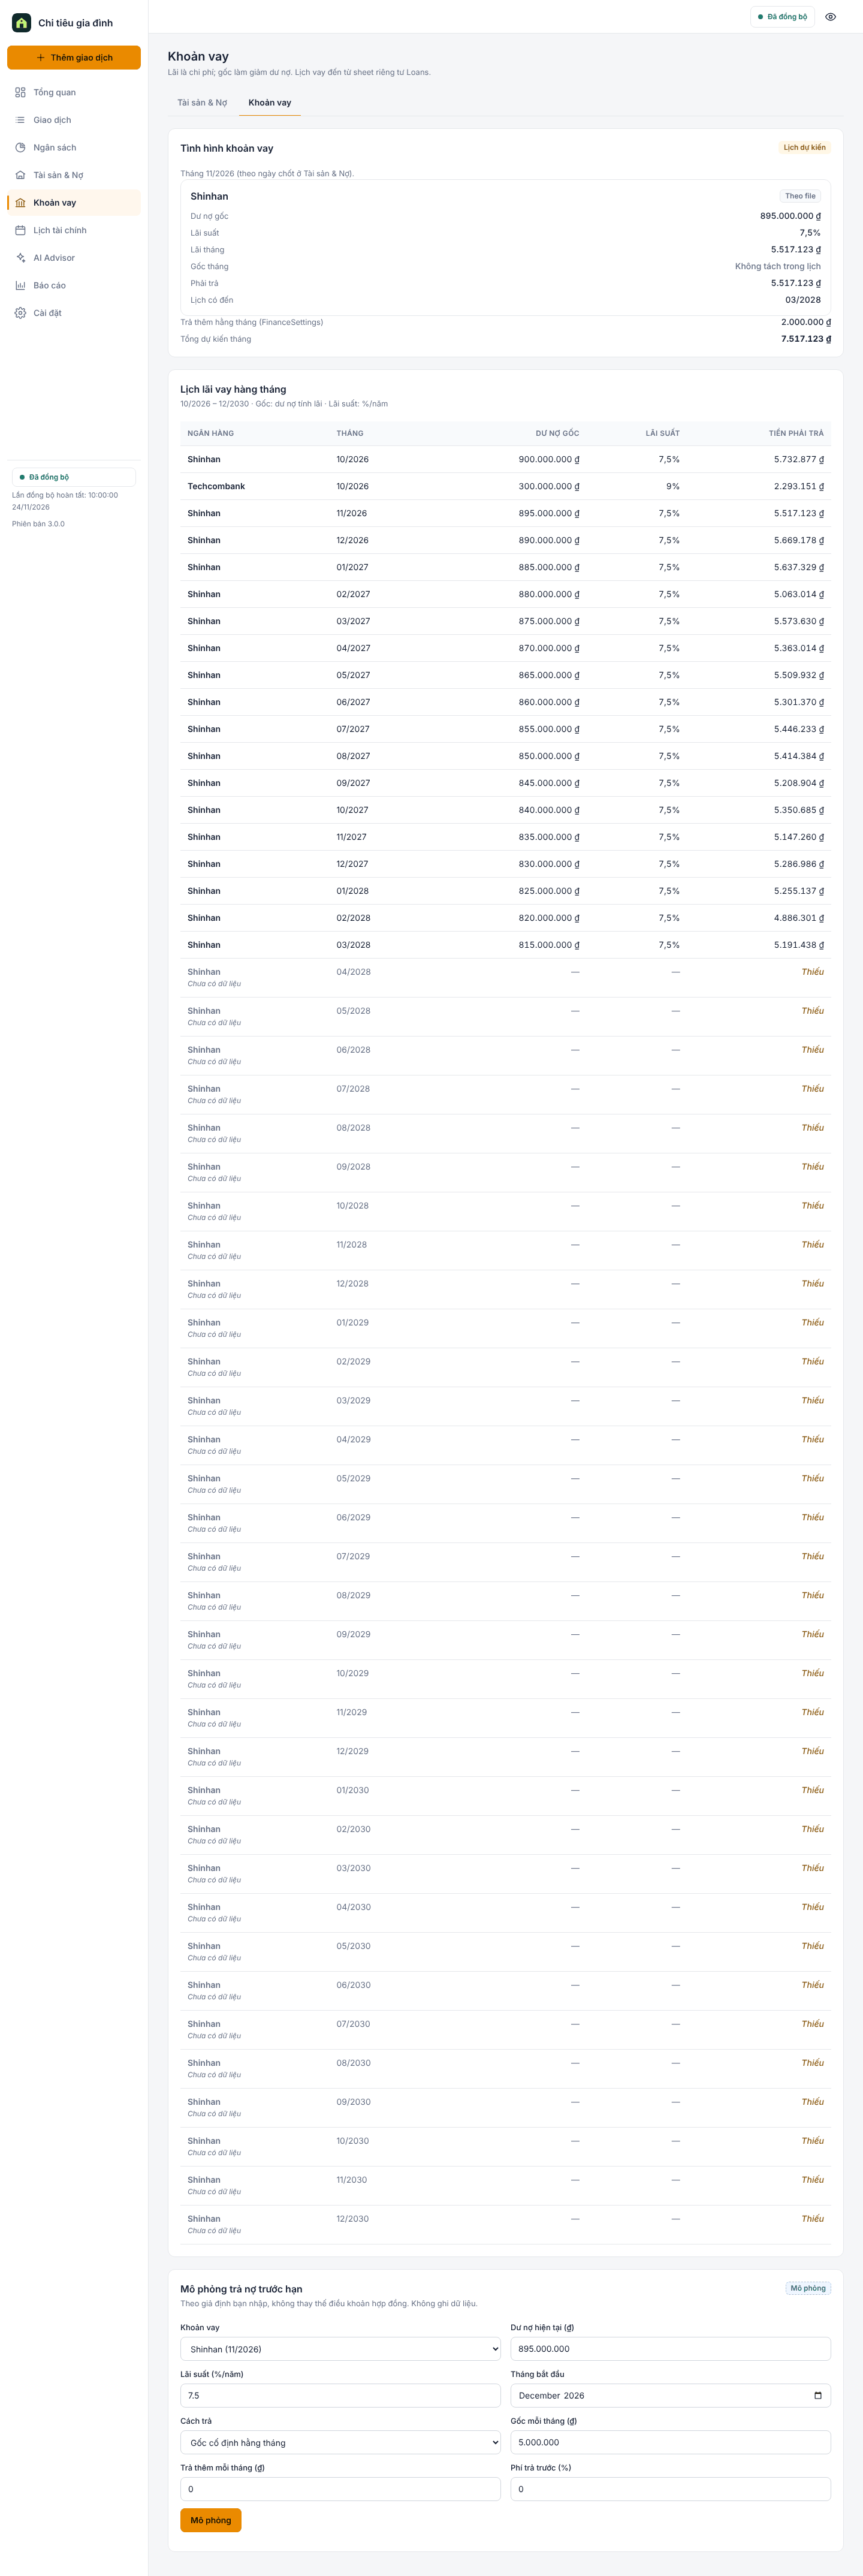 Chi tiêu gia đình
Thêm giao dịch
Tổng quan
Giao dịch
Ngân sách
Tài sản & Nợ
Khoản vay
Lịch tài chính
AI Advisor
Báo cáo
Cài đặt
Đã đồng bộ
Lần đồng bộ hoàn tất: 10:00:00
24/11/2026
Phiên bản 3.0.0
Đã đồng bộ
Khoản vay
Lãi là chi phí; gốc làm giảm dư nợ. Lịch vay đến từ sheet riêng tư Loans.
Tài sản & Nợ Khoản vay
Tình hình khoản vay Lịch dự kiến
Tháng 11/2026 (theo ngày chốt ở Tài sản & Nợ).
Shinhan Theo file
Dư nợ gốc 895.000.000 ₫
Lãi suất 7,5%
Lãi tháng 5.517.123 ₫
Gốc tháng Không tách trong lịch
Phải trả 5.517.123 ₫
Lịch có đến 03/2028
Trả thêm hằng tháng (FinanceSettings) 2.000.000 ₫
Tổng dự kiến tháng 7.517.123 ₫
Lịch lãi vay hàng tháng
10/2026 – 12/2030 · Gốc: dư nợ tính lãi · Lãi suất: %/năm
NGÂN HÀNG THÁNG DƯ NỢ GỐC LÃI SUẤT TIỀN PHẢI TRẢ
Shinhan 10/2026 900.000.000 ₫ 7,5% 5.732.877 ₫
Techcombank 10/2026 300.000.000 ₫ 9% 2.293.151 ₫
Shinhan 11/2026 895.000.000 ₫ 7,5% 5.517.123 ₫
Shinhan 12/2026 890.000.000 ₫ 7,5% 5.669.178 ₫
Shinhan 01/2027 885.000.000 ₫ 7,5% 5.637.329 ₫
Shinhan 02/2027 880.000.000 ₫ 7,5% 5.063.014 ₫
Shinhan 03/2027 875.000.000 ₫ 7,5% 5.573.630 ₫
Shinhan 04/2027 870.000.000 ₫ 7,5% 5.363.014 ₫
Shinhan 05/2027 865.000.000 ₫ 7,5% 5.509.932 ₫
Shinhan 06/2027 860.000.000 ₫ 7,5% 5.301.370 ₫
Shinhan 07/2027 855.000.000 ₫ 7,5% 5.446.233 ₫
Shinhan 08/2027 850.000.000 ₫ 7,5% 5.414.384 ₫
Shinhan 09/2027 845.000.000 ₫ 7,5% 5.208.904 ₫
Shinhan 10/2027 840.000.000 ₫ 7,5% 5.350.685 ₫
Shinhan 11/2027 835.000.000 ₫ 7,5% 5.147.260 ₫
Shinhan 12/2027 830.000.000 ₫ 7,5% 5.286.986 ₫
Shinhan 01/2028 825.000.000 ₫ 7,5% 5.255.137 ₫
Shinhan 02/2028 820.000.000 ₫ 7,5% 4.886.301 ₫
Shinhan 03/2028 815.000.000 ₫ 7,5% 5.191.438 ₫
Shinhan 04/2028 — — Thiếu
Chưa có dữ liệu
Shinhan 05/2028 — — Thiếu
Chưa có dữ liệu
Shinhan 06/2028 — — Thiếu
Chưa có dữ liệu
Shinhan 07/2028 — — Thiếu
Chưa có dữ liệu
Shinhan 08/2028 — — Thiếu
Chưa có dữ liệu
Shinhan 09/2028 — — Thiếu
Chưa có dữ liệu
Shinhan 10/2028 — — Thiếu
Chưa có dữ liệu
Shinhan 11/2028 — — Thiếu
Chưa có dữ liệu
Shinhan 12/2028 — — Thiếu
Chưa có dữ liệu
Shinhan 01/2029 — — Thiếu
Chưa có dữ liệu
Shinhan 02/2029 — — Thiếu
Chưa có dữ liệu
Shinhan 03/2029 — — Thiếu
Chưa có dữ liệu
Shinhan 04/2029 — — Thiếu
Chưa có dữ liệu
Shinhan 05/2029 — — Thiếu
Chưa có dữ liệu
Shinhan 06/2029 — — Thiếu
Chưa có dữ liệu
Shinhan 07/2029 — — Thiếu
Chưa có dữ liệu
Shinhan 08/2029 — — Thiếu
Chưa có dữ liệu
Shinhan 09/2029 — — Thiếu
Chưa có dữ liệu
Shinhan 10/2029 — — Thiếu
Chưa có dữ liệu
Shinhan 11/2029 — — Thiếu
Chưa có dữ liệu
Shinhan 12/2029 — — Thiếu
Chưa có dữ liệu
Shinhan 01/2030 — — Thiếu
Chưa có dữ liệu
Shinhan 02/2030 — — Thiếu
Chưa có dữ liệu
Shinhan 03/2030 — — Thiếu
Chưa có dữ liệu
Shinhan 04/2030 — — Thiếu
Chưa có dữ liệu
Shinhan 05/2030 — — Thiếu
Chưa có dữ liệu
Shinhan 06/2030 — — Thiếu
Chưa có dữ liệu
Shinhan 07/2030 — — Thiếu
Chưa có dữ liệu
Shinhan 08/2030 — — Thiếu
Chưa có dữ liệu
Shinhan 09/2030 — — Thiếu
Chưa có dữ liệu
Shinhan 10/2030 — — Thiếu
Chưa có dữ liệu
Shinhan 11/2030 — — Thiếu
Chưa có dữ liệu
Shinhan 12/2030 — — Thiếu
Chưa có dữ liệu
Mô phỏng trả nợ trước hạn Mô phỏng
Theo giả định bạn nhập, không thay thế điều khoản hợp đồng. Không ghi dữ liệu.
Khoản vay Dư nợ hiện tại (₫)
Shinhan (11/2026) 895.000.000
Lãi suất (%/năm) Tháng bắt đầu
7.5 December 2026
Cách trả Gốc mỗi tháng (₫)
Gốc cố định hằng tháng 5.000.000
Trả thêm mỗi tháng (₫) Phí trả trước (%)
0 0
Mô phỏng